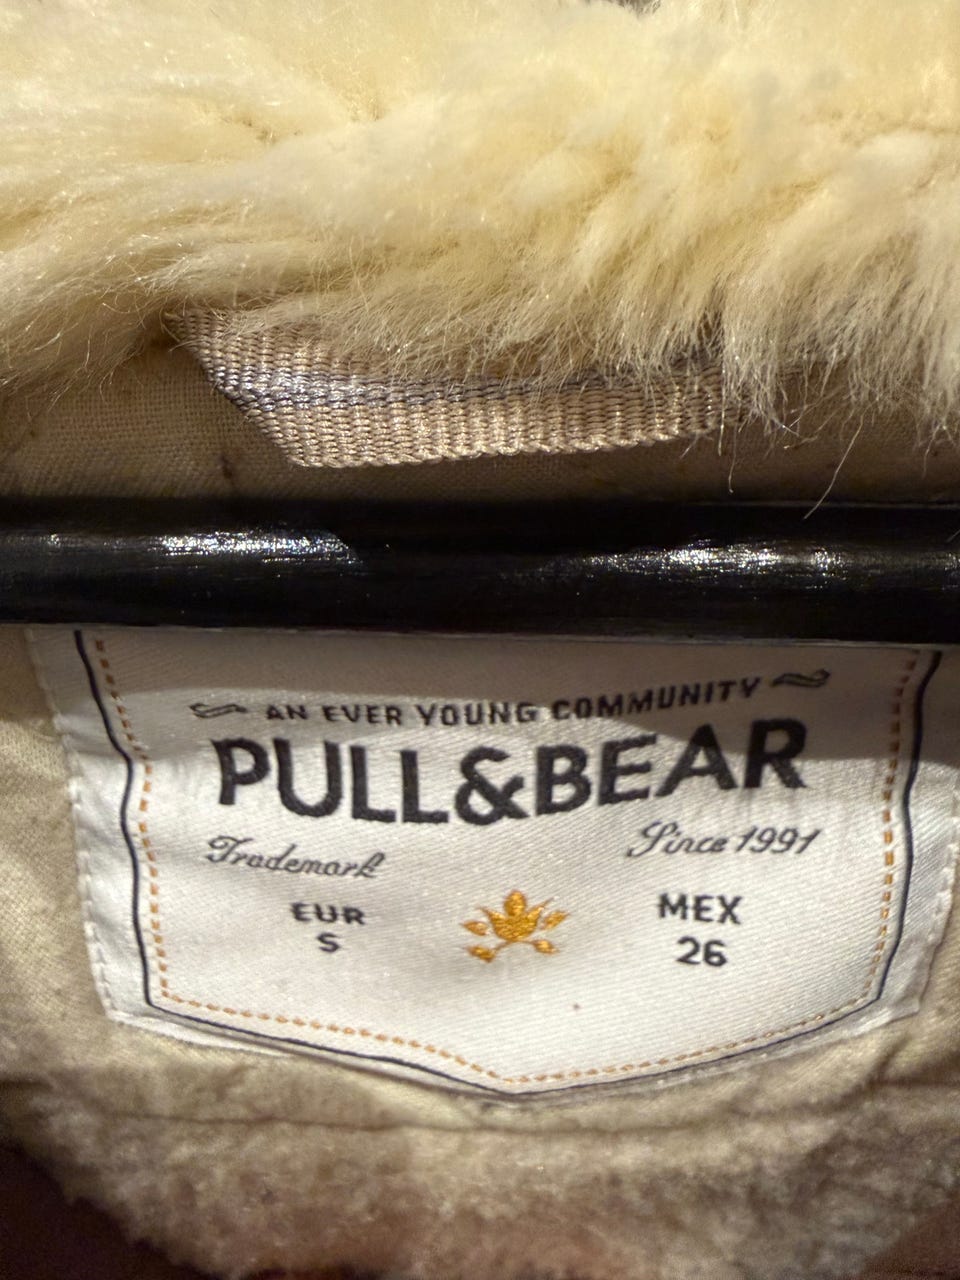 AN EVER YOUNG COMMUNITY
PULL&BEAR
Trademark Since 1991
EUR MEX
S 26